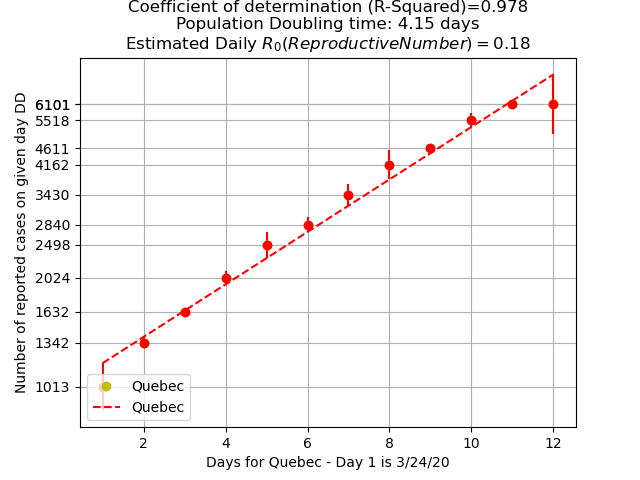 Coefficient of determination (R-Squared)=0.978
Population Doubling time: 4.15 days
Estimated Daily R₀(ReproductiveNumber) = 0.18
Number of reported cases on given day DD
6101
5518
4611
4162
3430
2840
2498
2024
1632
1342
1013
Quebec
Quebec
2 4 6 8 10 12
Days for Quebec - Day 1 is 3/24/20